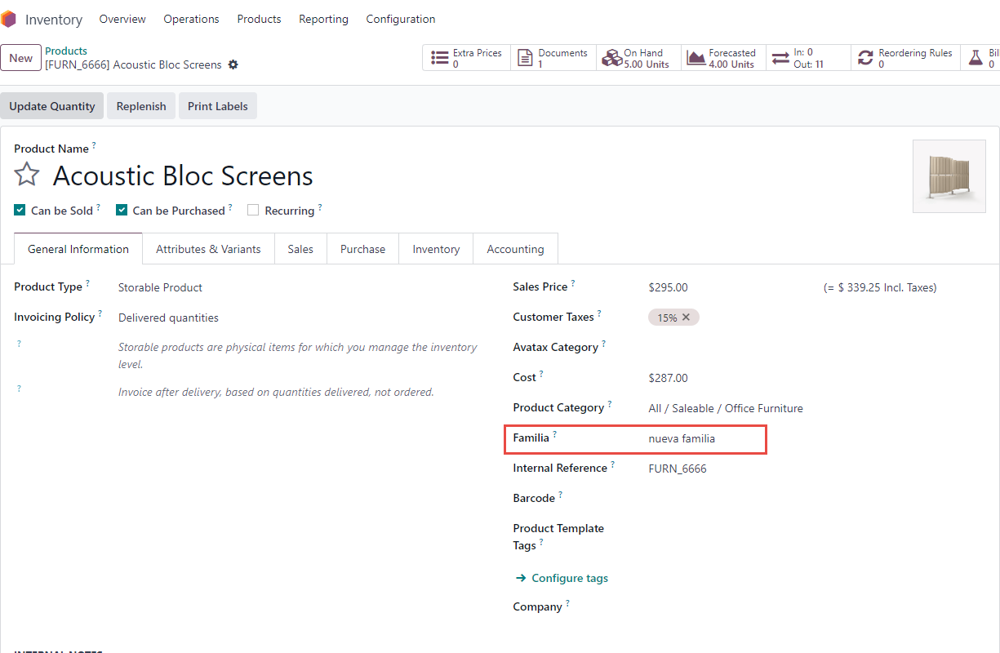 Inventory Overview Operations Products Reporting Configuration
New
Products
[FURN_6666] Acoustic Bloc Screens
Extra Prices
0
Documents
1
On Hand
5.00 Units
Forecasted
4.00 Units
In: 0
Out: 11
Reordering Rules
0
Bil
0
Update Quantity Replenish Print Labels
Product Name ?
Acoustic Bloc Screens
Can be Sold ? Can be Purchased ? Recurring ?
General Information Attributes & Variants Sales Purchase Inventory Accounting
Product Type ? Storable Product
Invoicing Policy ? Delivered quantities
? Storable products are physical items for which you manage the inventory
level.
? Invoice after delivery, based on quantities delivered, not ordered.
Sales Price ? $295.00 (= $ 339.25 Incl. Taxes)
Customer Taxes ? 15% ×
Avatax Category ?
Cost ? $287.00
Product Category ? All / Saleable / Office Furniture
Familia ? nueva familia
Internal Reference ? FURN_6666
Barcode ?
Product Template
Tags ?
→ Configure tags
Company ?
INTERNAL NOTES